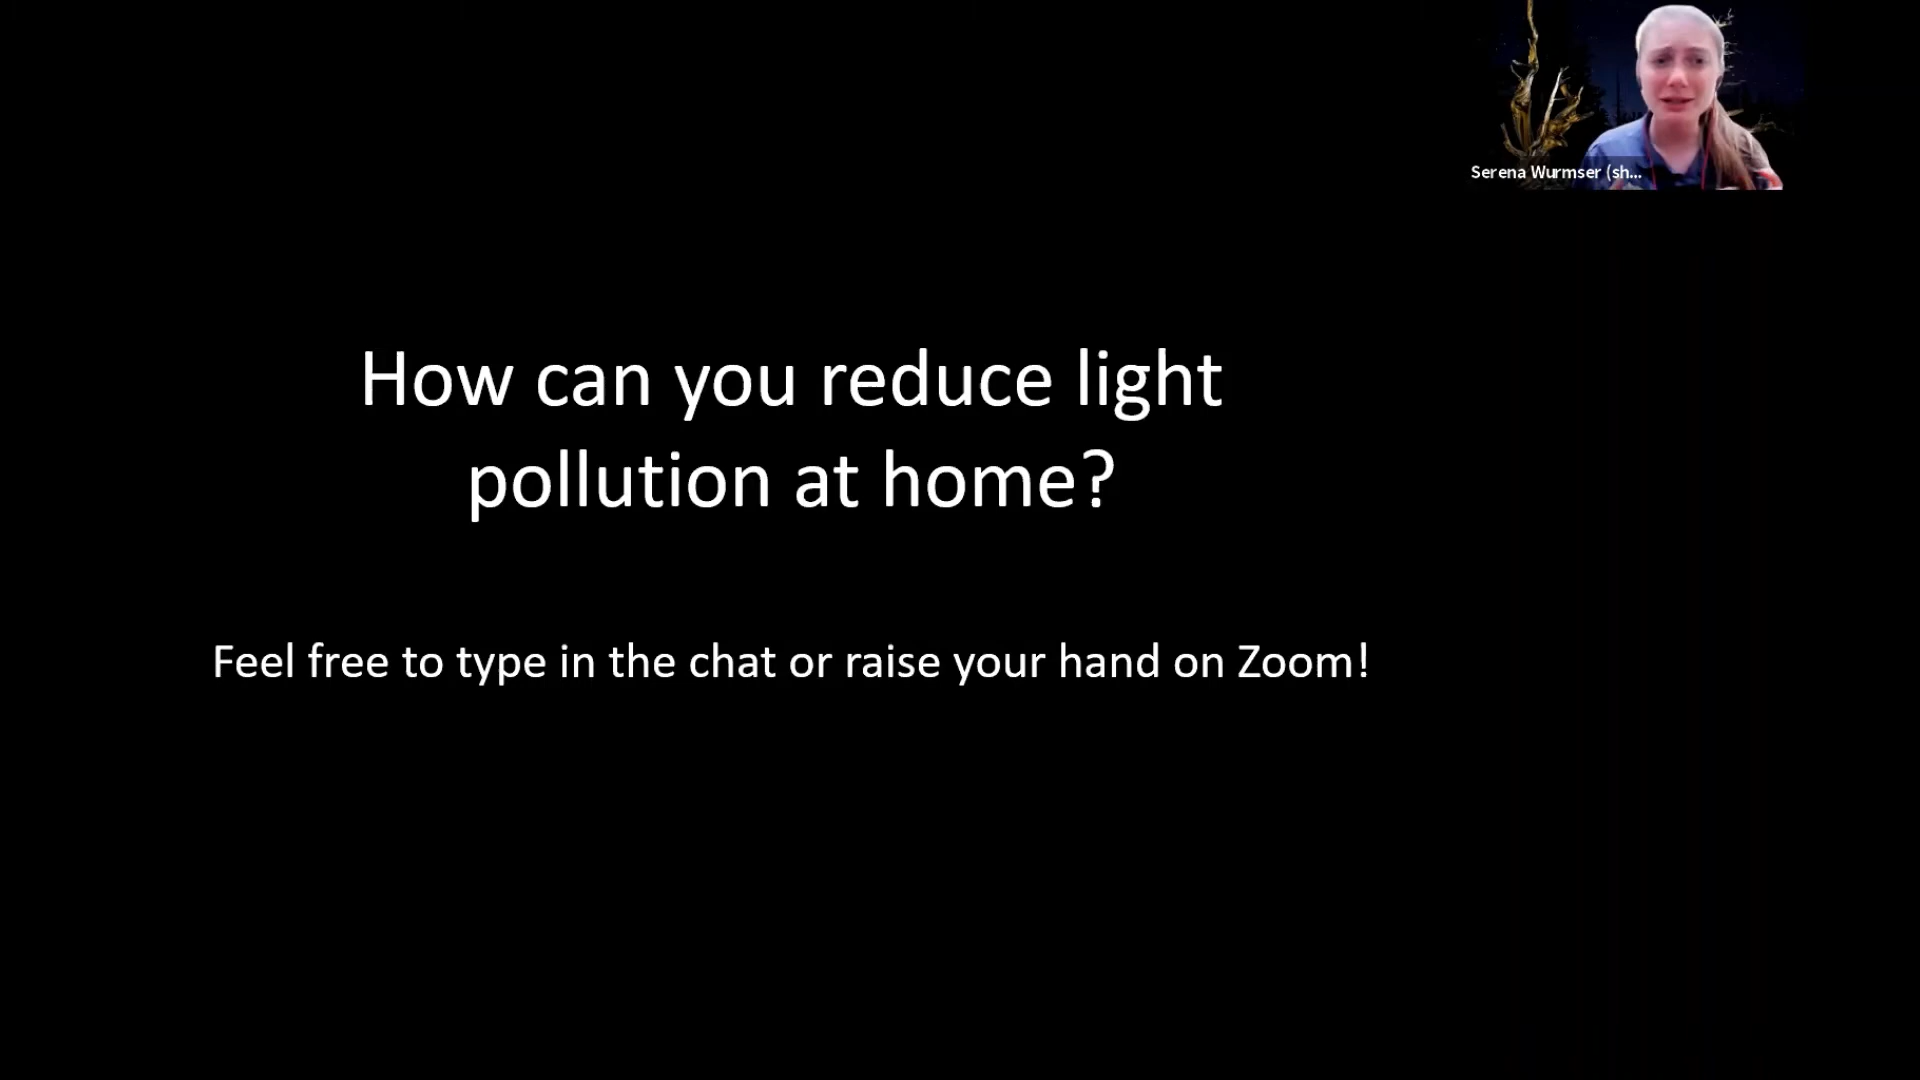 Serena Wurmser (sh...
How can you reduce light
pollution at home?
Feel free to type in the chat or raise your hand on Zoom!